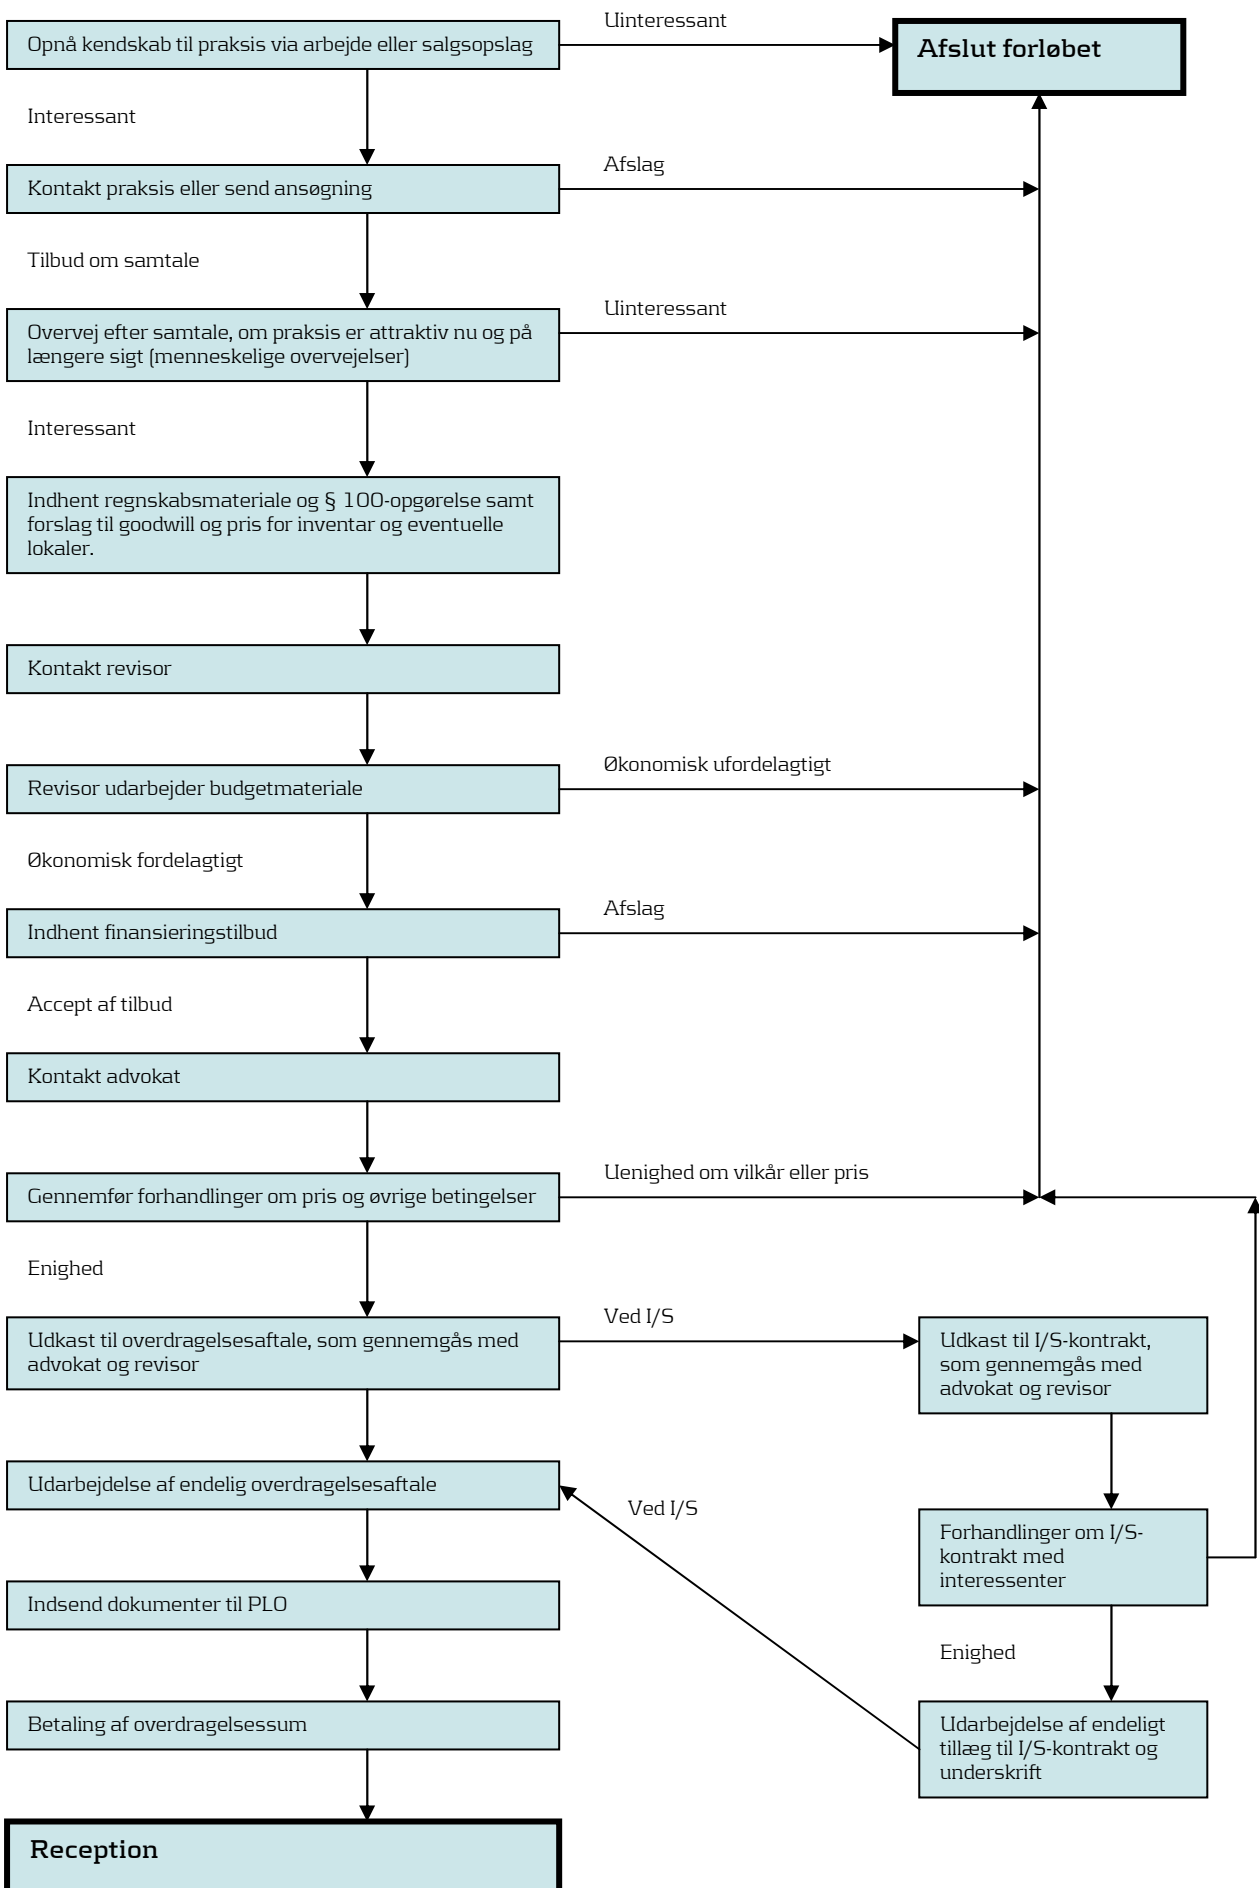 Uinteressant
Opnå kendskab til praksis via arbejde eller salgsopslag
Afslut forløbet
Interessant
Afslag
Kontakt praksis eller send ansøgning
Tilbud om samtale
Uinteressant
Overvej efter samtale, om praksis er attraktiv nu og på
længere sigt (menneskelige overvejelser)
Interessant
Indhent regnskabsmateriale og § 100-opgørelse samt
forslag til goodwill og pris for inventar og eventuelle
lokaler.
Kontakt revisor
Økonomisk ufordelagtigt
Revisor udarbejder budgetmateriale
Økonomisk fordelagtigt
Afslag
Indhent finansieringstilbud
Accept af tilbud
Kontakt advokat
Uenighed om vilkår eller pris
Gennemfør forhandlinger om pris og øvrige betingelser
Enighed
Ved I/S
Udkast til overdragelsesaftale, som gennemgås med
advokat og revisor
Udkast til I/S-kontrakt,
som gennemgås med
advokat og revisor
Udarbejdelse af endelig overdragelsesaftale
Ved I/S
Forhandlinger om I/S-
kontrakt med
interessenter
Indsend dokumenter til PLO
Enighed
Betaling af overdragelsessum
Udarbejdelse af endeligt
tillæg til I/S-kontrakt og
underskrift
Reception